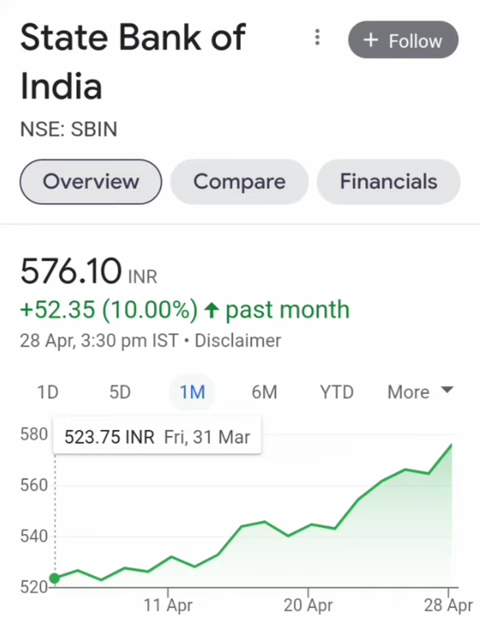 State Bank of
India
+ Follow
NSE: SBIN
Overview
Compare
Financials
576.10 INR
+52.35 (10.00%) ↑ past month
28 Apr, 3:30 pm IST • Disclaimer
1D 5D 1M 6M YTD More
523.75 INR Fri, 31 Mar
580
560
540
520
11 Apr 20 Apr 28 Apr